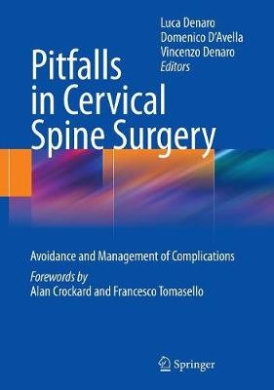 Luca Denaro
Domenico D'Avella
Vincenzo Denaro
Editors
Pitfalls
in Cervical
Spine Surgery
Avoidance and Management of Complications
Forewords by
Alan Crockard and Francesco Tomasello
Springer